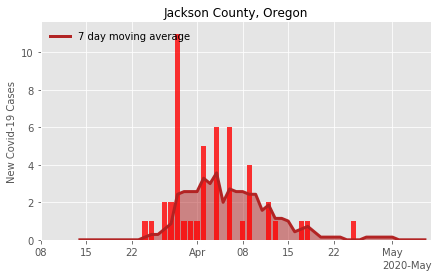 Jackson County, Oregon
7 day moving average
New Covid-19 Cases
10
8
6
4
2
0
08 15 22 Apr 08 15 22 May
2020-May